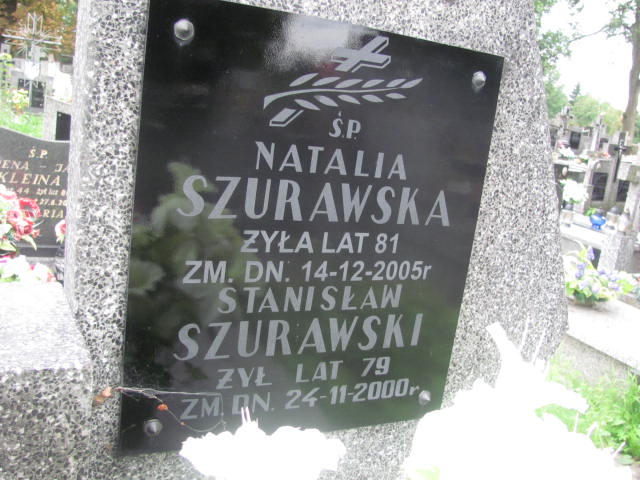 Ś.P.
NATALIA
SZURAWSKA
ŻYŁA LAT 81
ZM. DN. 14-12-2005r
STANISŁAW
SZURAWSKI
ŻYŁ LAT 79
ZM. DN. 24-11-2000r
Ś.P.
KLEINA